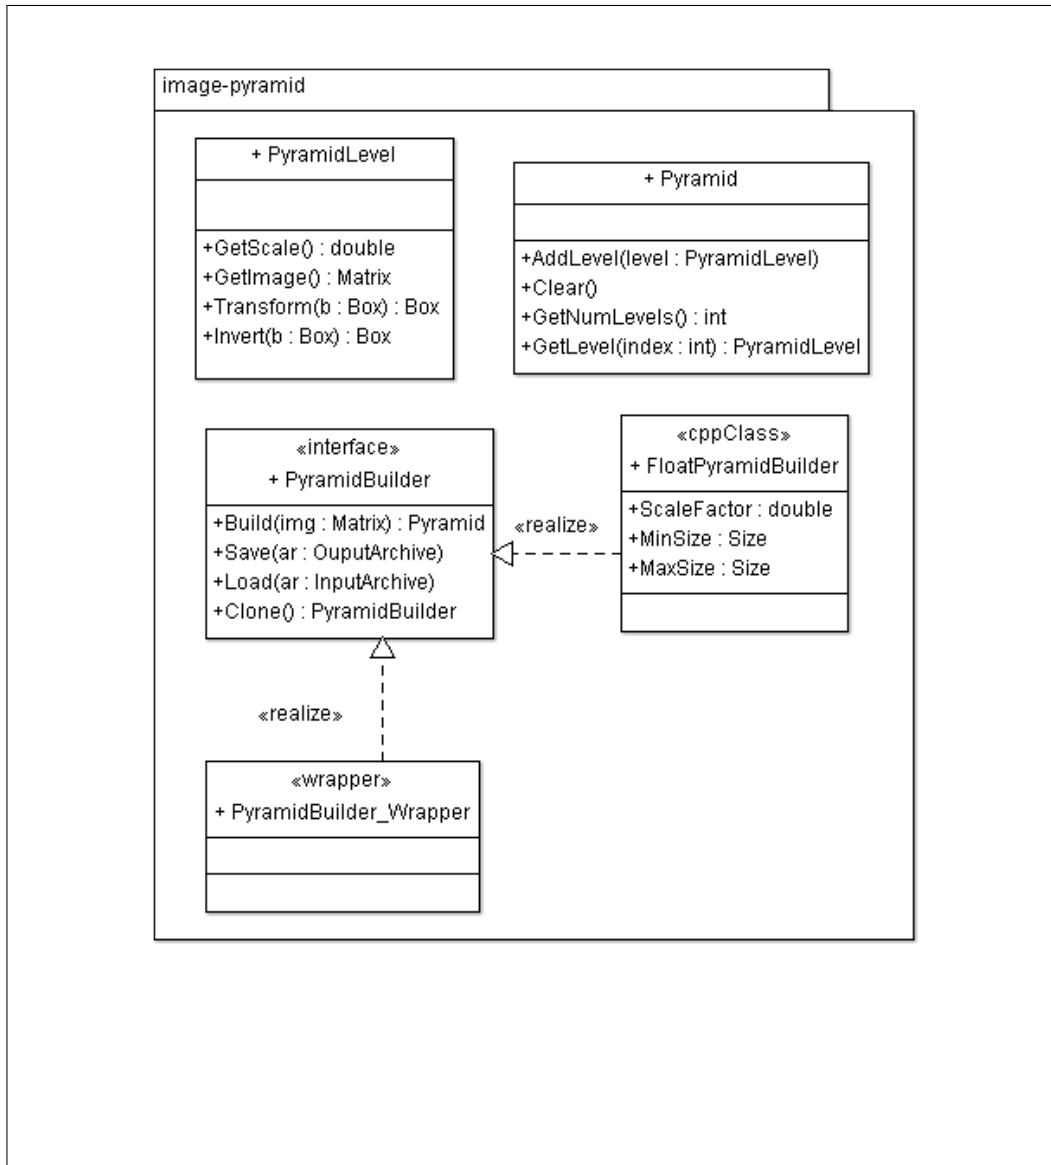 image-pyramid
+ PyramidLevel
+GetScale() : double
+GetImage() : Matrix
+Transform(b : Box) : Box
+Invert(b : Box) : Box
+ Pyramid
+AddLevel(level : PyramidLevel)
+Clear()
+GetNumLevels() : int
+GetLevel(index : int) : PyramidLevel
«interface»
+ PyramidBuilder
+Build(img : Matrix) : Pyramid
+Save(ar : OuputArchive)
+Load(ar : InputArchive)
+Clone() : PyramidBuilder
«realize»
«cppClass»
+ FloatPyramidBuilder
+ScaleFactor : double
+MinSize : Size
+MaxSize : Size
«realize»
«wrapper»
+ PyramidBuilder_Wrapper